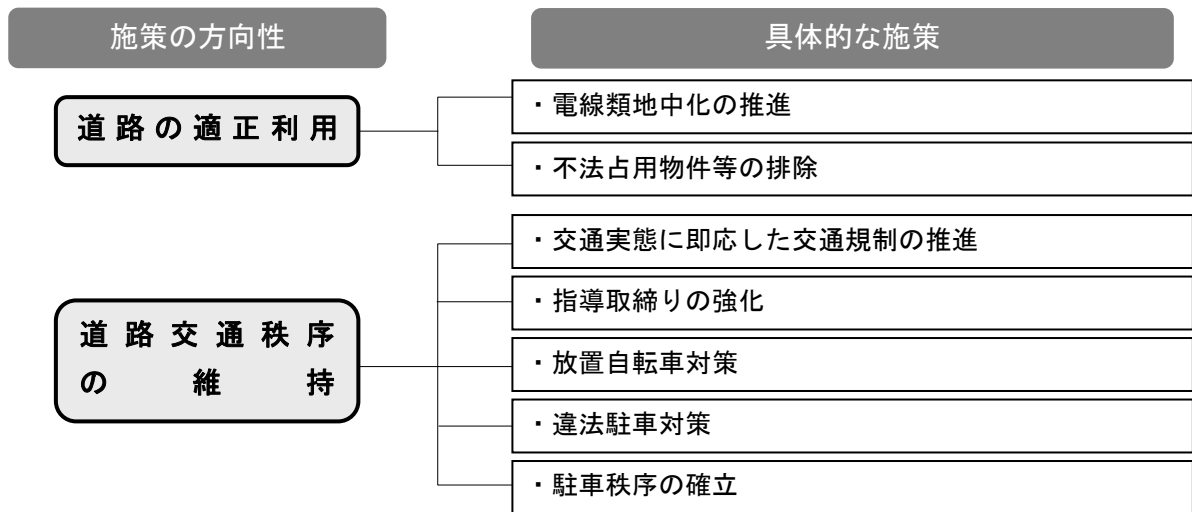 施策の方向性
具体的な施策
道路の適正利用
・電線類地中化の推進
・不法占用物件等の排除
道路交通秩序
の維持
・交通実態に即応した交通規制の推進
・指導取締りの強化
・放置自転車対策
・違法駐車対策
・駐車秩序の確立